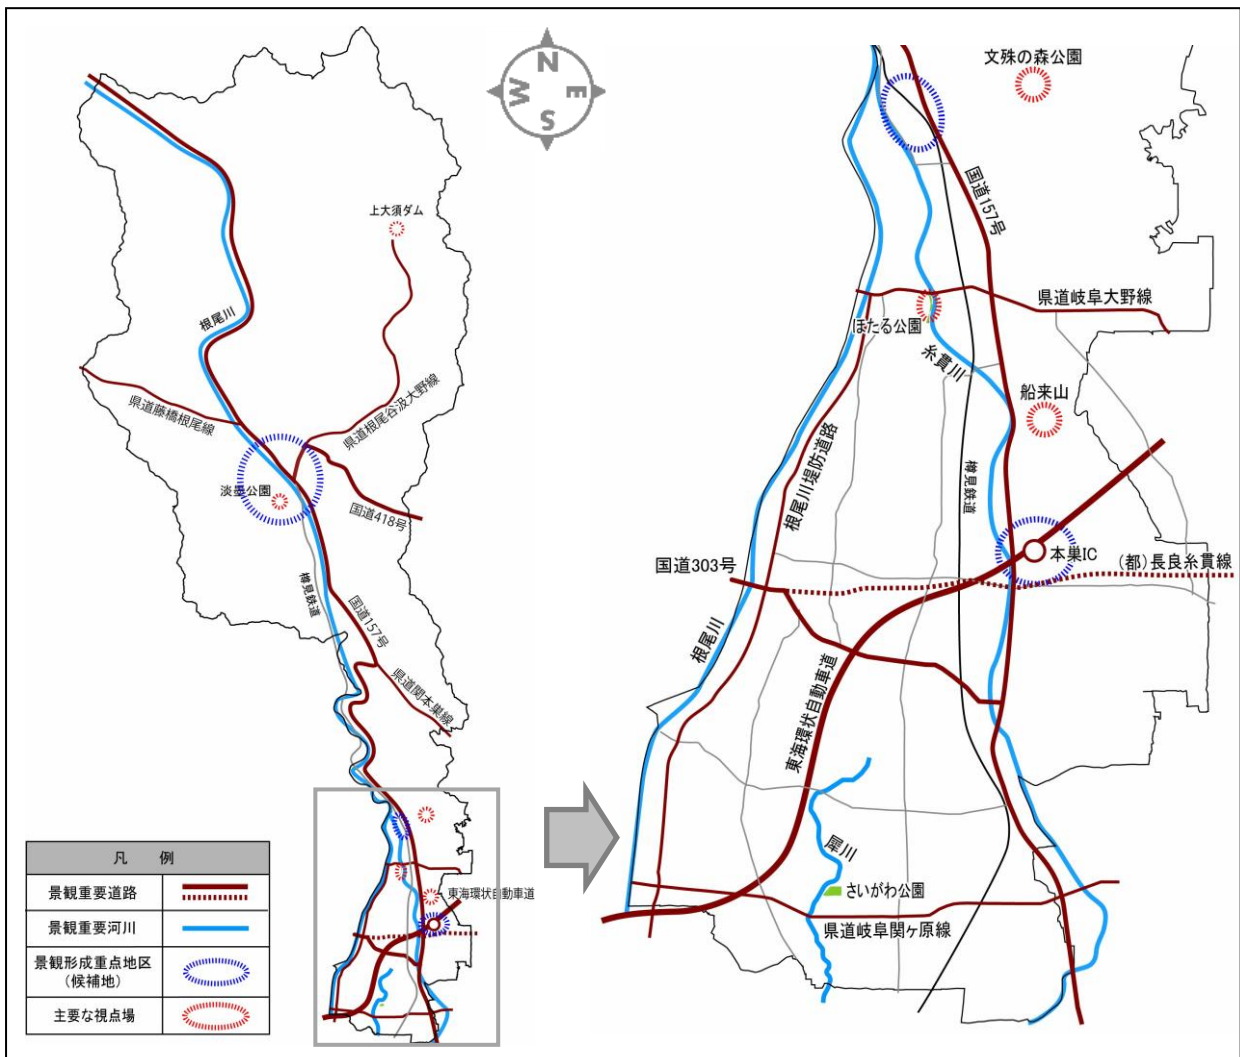 N
W
E
S
上大須ダム
根尾川
県道藤橋根尾線
県道根尾谷汲大野線
淡墨公園
国道418号
樽見鉄道
国道157号
県道関本巣線
東海環状自動車道
凡　例
景観重要道路
景観重要河川
景観形成重点地区
(候補地)
主要な視点場
文殊の森公園
国道157号
県道岐阜大野線
ほたる公園
糸貫川
船来山
根尾川堤防道路
樽見鉄道
本巣IC
国道303号
(都)長良糸貫線
根尾川
東海環状自動車道
犀川
さいがわ公園
県道岐阜関ヶ原線